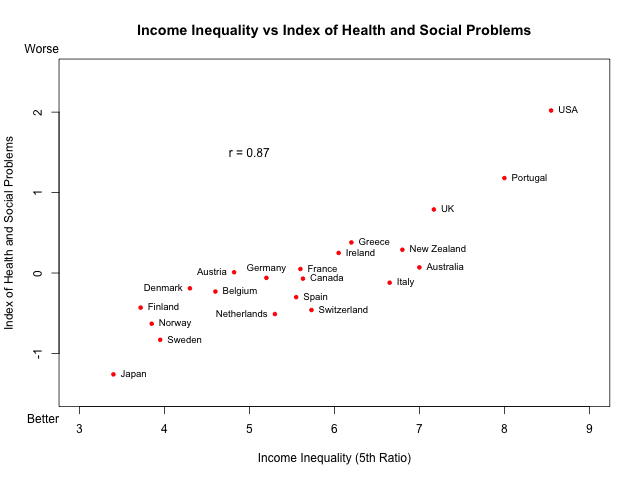 Income Inequality vs Index of Health and Social Problems
Worse
USA
r = 0.87
Portugal
UK
Greece
New Zealand
Ireland
Germany
France
Australia
Austria
Canada
Italy
Denmark
Belgium
Spain
Finland
Netherlands
Switzerland
Norway
Sweden
Japan
2
1
0
-1
Index of Health and Social Problems
Better
3 4 5 6 7 8 9
Income Inequality (5th Ratio)